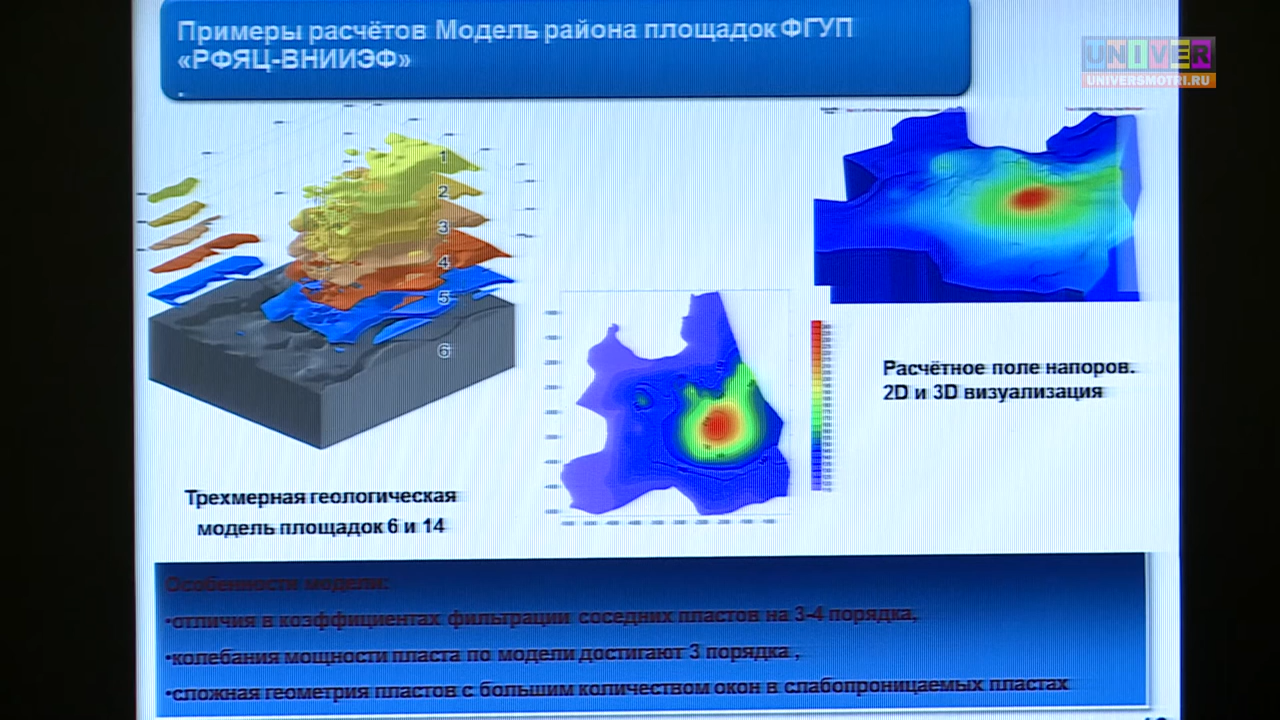 Примеры расчётов Модель района площадок ФГУП
«РФЯЦ-ВНИИЭФ»
UNIVER
UNIVERSMOTRI.RU
1
2
3
4
5
6
Расчётное поле напоров.
2D и 3D визуализация
Трехмерная геологическая
модель площадок 6 и 14
Особенности модели:
•отличия в коэффициентах фильтрации соседних пластов на 3-4 порядка,
•колебания мощности пласта по модели достигают 3 порядка ,
•сложная геометрия пластов с большим количеством окон в слабопроницаемых пластах